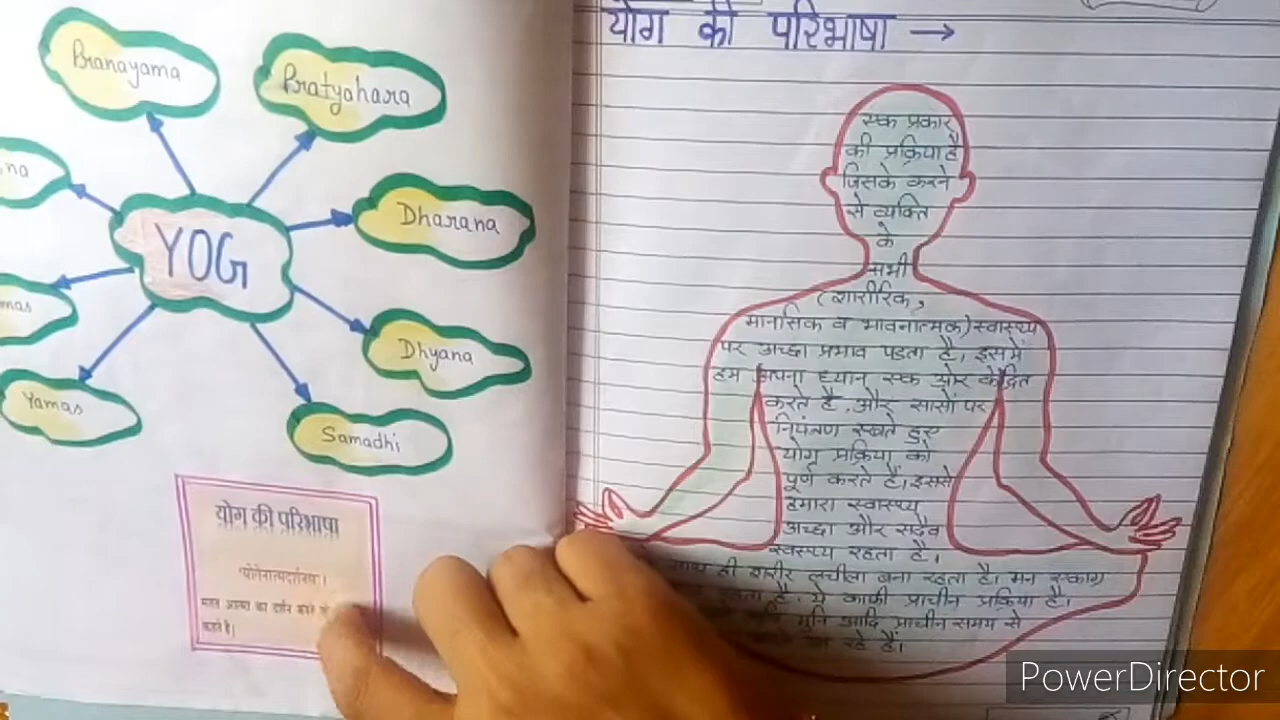 Pranayama
Pratyahara
na
Dharana
YOG
mas
Dhyana
Yamas
Samadhi
योग की परिभाषा
कहते है।
योग की परिभाषा →
एक प्रकार
की प्रक्रिया है
जिसके करने
से व्यक्ति
के
सभी
(शारीरिक,
मानसिक व भावनात्मक) स्वास्थ्य
पर अच्छा प्रभाव पडता है, इसमें
हम अपना ध्यान एक ओर केंद्रित
करते है, और सासों पर
नियंत्रण रखते हुए
योग प्रक्रिया को
पूर्ण करते हैं, इससे
हमारा स्वास्थ्य
अच्छा और सदैव
स्वस्थ्य रहता है।
ही शरीर लचीला बना रहता है। मन एकाग्र
है, ये काफी प्राचीन प्रक्रिया है।
मुनि आदि प्राचीन समय से
रहे हैं।
PowerDirector